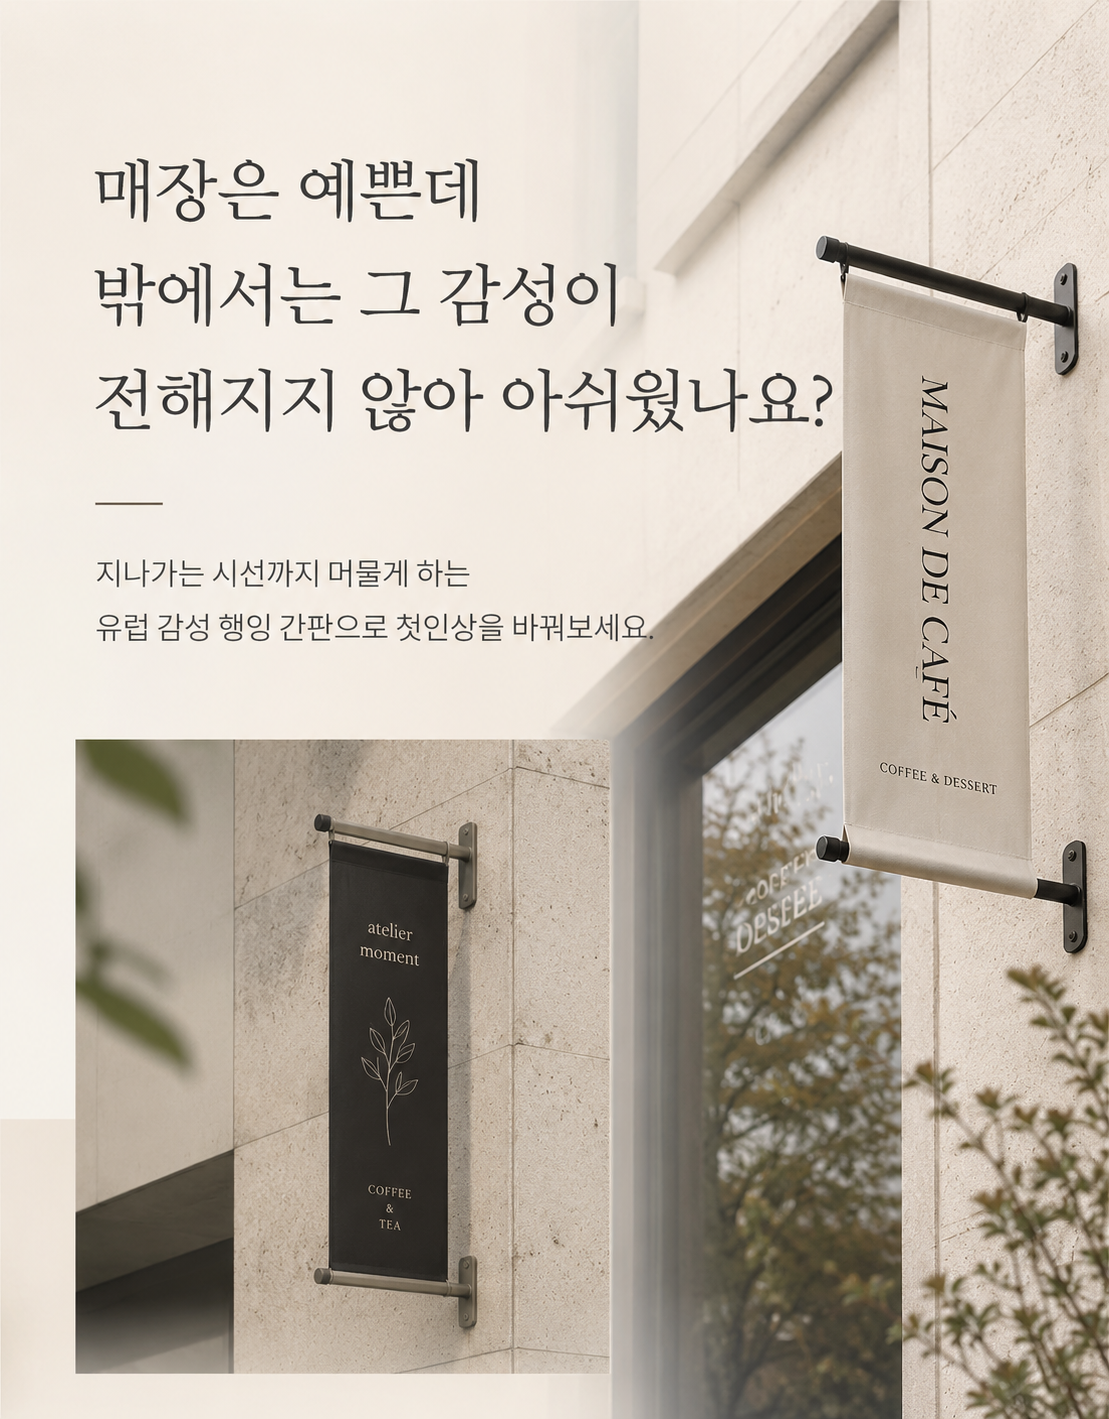 매장은 예쁜데
밖에서는 그 감성이
전해지지 않아 아쉬웠나요?
지나가는 시선까지 머물게 하는
유럽 감성 행잉 간판으로 첫인상을 바꿔보세요.
MAISON DE CAFÉ
COFFEE & DESSERT
atelier
moment
COFFEE
&
TEA